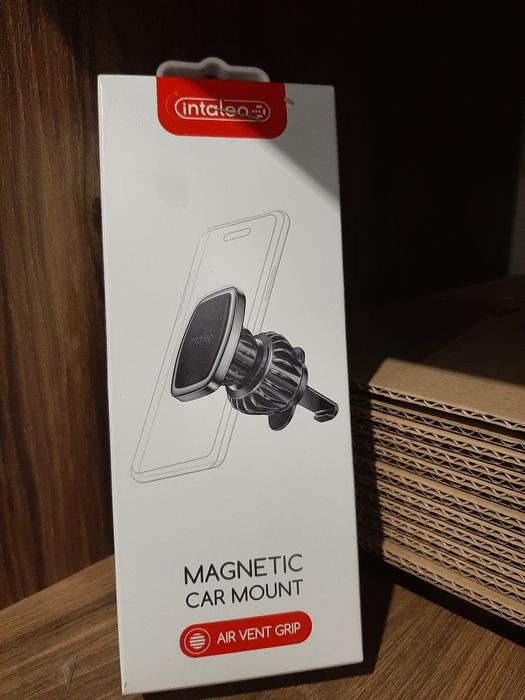 intaleo
intaleo
MAGNETIC
CAR MOUNT
AIR VENT GRIP